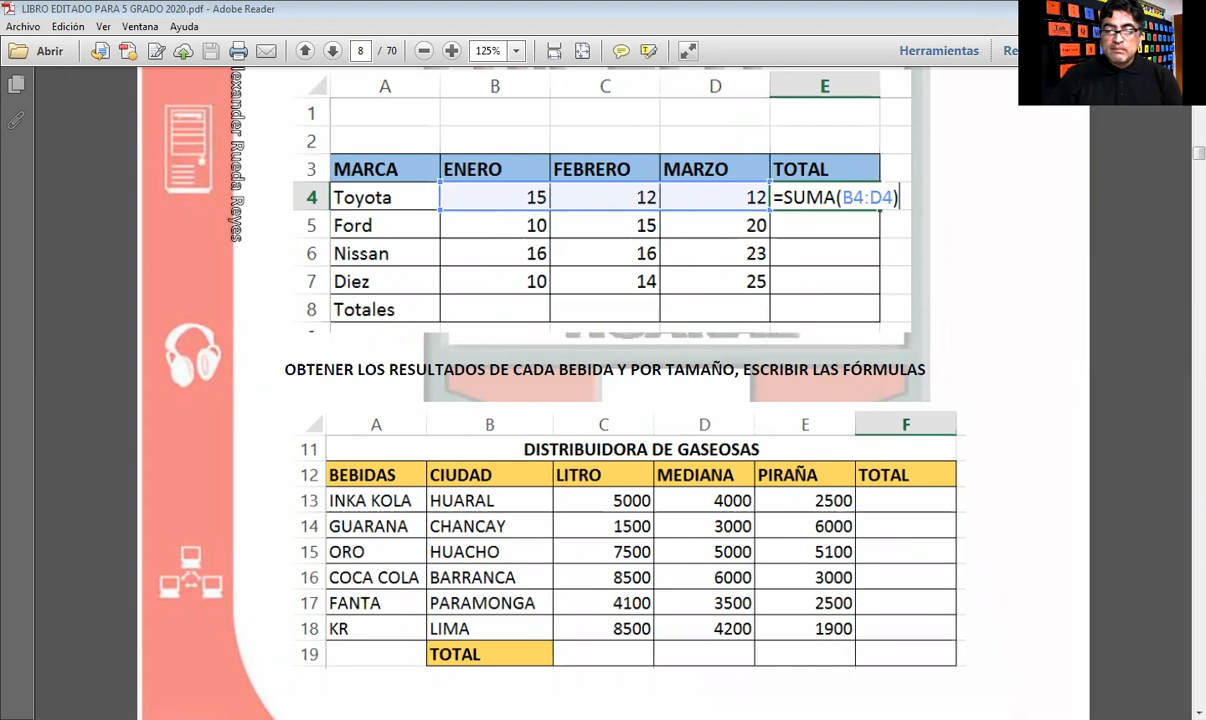 LIBRO EDITADO PARA 5 GRADO 2020.pdf - Adobe Reader
Archivo Edición Ver Ventana Ayuda
Abrir 8 / 70 125% Herramientas
lexander Rueda Reyes
A B C D E
1
2
3 MARCA ENERO FEBRERO MARZO TOTAL
4 Toyota 15 12 12 =SUMA(B4:D4)
5 Ford 10 15 20
6 Nissan 16 16 23
7 Diez 10 14 25
8 Totales
OBTENER LOS RESULTADOS DE CADA BEBIDA Y POR TAMAÑO, ESCRIBIR LAS FÓRMULAS
A B C D E F
11 DISTRIBUIDORA DE GASEOSAS
12 BEBIDAS CIUDAD LITRO MEDIANA PIRAÑA TOTAL
13 INKA KOLA HUARAL 5000 4000 2500
14 GUARANA CHANCAY 1500 3000 6000
15 ORO HUACHO 7500 5000 5100
16 COCA COLA BARRANCA 8500 6000 3000
17 FANTA PARAMONGA 4100 3500 2500
18 KR LIMA 8500 4200 1900
19 TOTAL